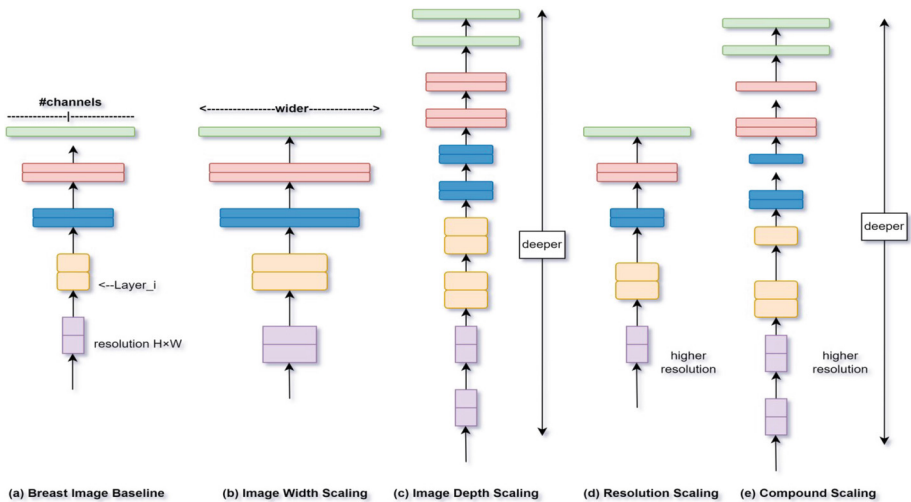 #channels
-------------|--------------
<----------------wider-------------->
<--Layer_i
resolution H×W
deeper
higher
resolution
higher
resolution
deeper
(a) Breast Image Baseline
(b) Image Width Scaling
(c) Image Depth Scaling
(d) Resolution Scaling
(e) Compound Scaling